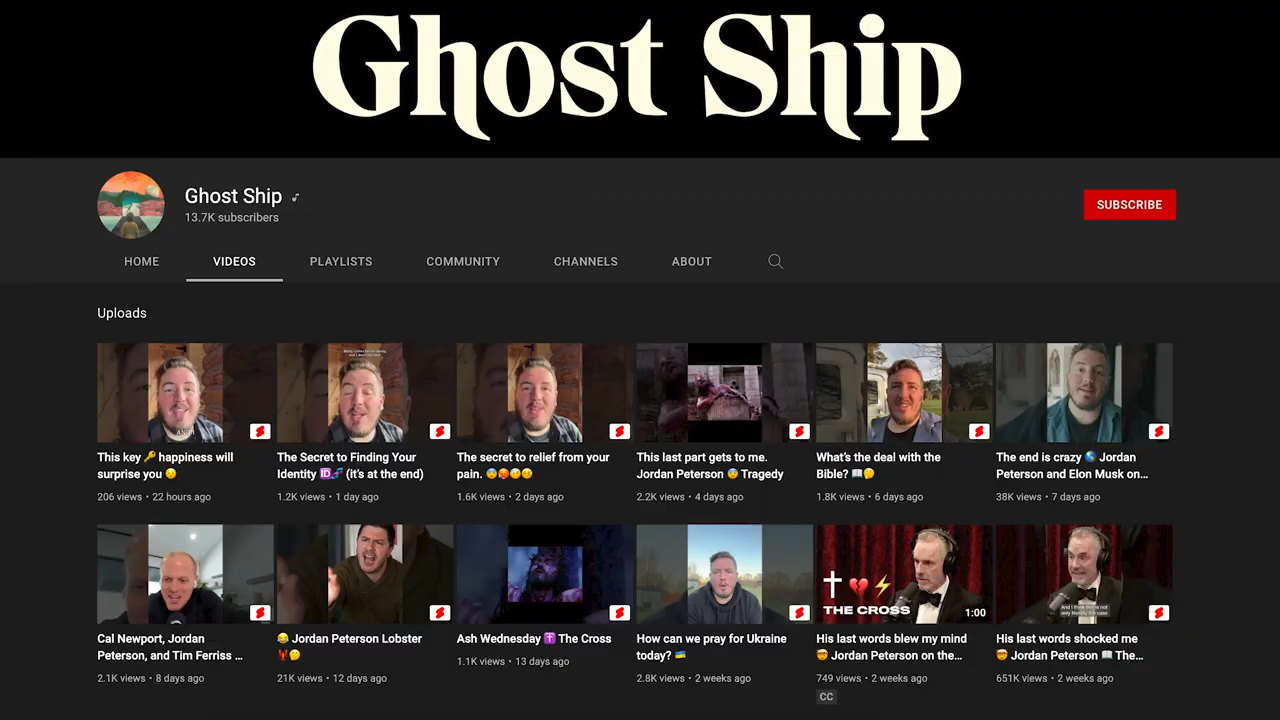 Ghost Ship
Ghost Ship
13.7K subscribers
SUBSCRIBE
HOME
VIDEOS
PLAYLISTS
COMMUNITY
CHANNELS
ABOUT
Uploads
This key 🔑 happiness will
surprise you 😏
206 views • 22 hours ago
The Secret to Finding Your
Identity 🆔🧬 (it's at the end)
1.2K views • 1 day ago
The secret to relief from your
pain.
1.6K views • 2 days ago
This last part gets to me.
Jordan Peterson 😨 Tragedy
2.2K views • 4 days ago
What's the deal with the
Bible? 📖🤔
1.8K views • 6 days ago
The end is crazy 🌎 Jordan
Peterson and Elon Musk on...
38K views • 7 days ago
Cal Newport, Jordan
Peterson, and Tim Ferriss ...
2.1K views • 8 days ago
😂 Jordan Peterson Lobster
🦞🤔
21K views • 12 days ago
Ash Wednesday ✝️ The Cross
1.1K views • 13 days ago
How can we pray for Ukraine
today? 🇺🇦
2.8K views • 2 weeks ago
THE CROSS
1:00
His last words blew my mind
🤯 Jordan Peterson on the...
749 views • 2 weeks ago
CC
And I think this is not
only literally the case
His last words shocked me
🤯 Jordan Peterson 📖 The...
651K views • 2 weeks ago